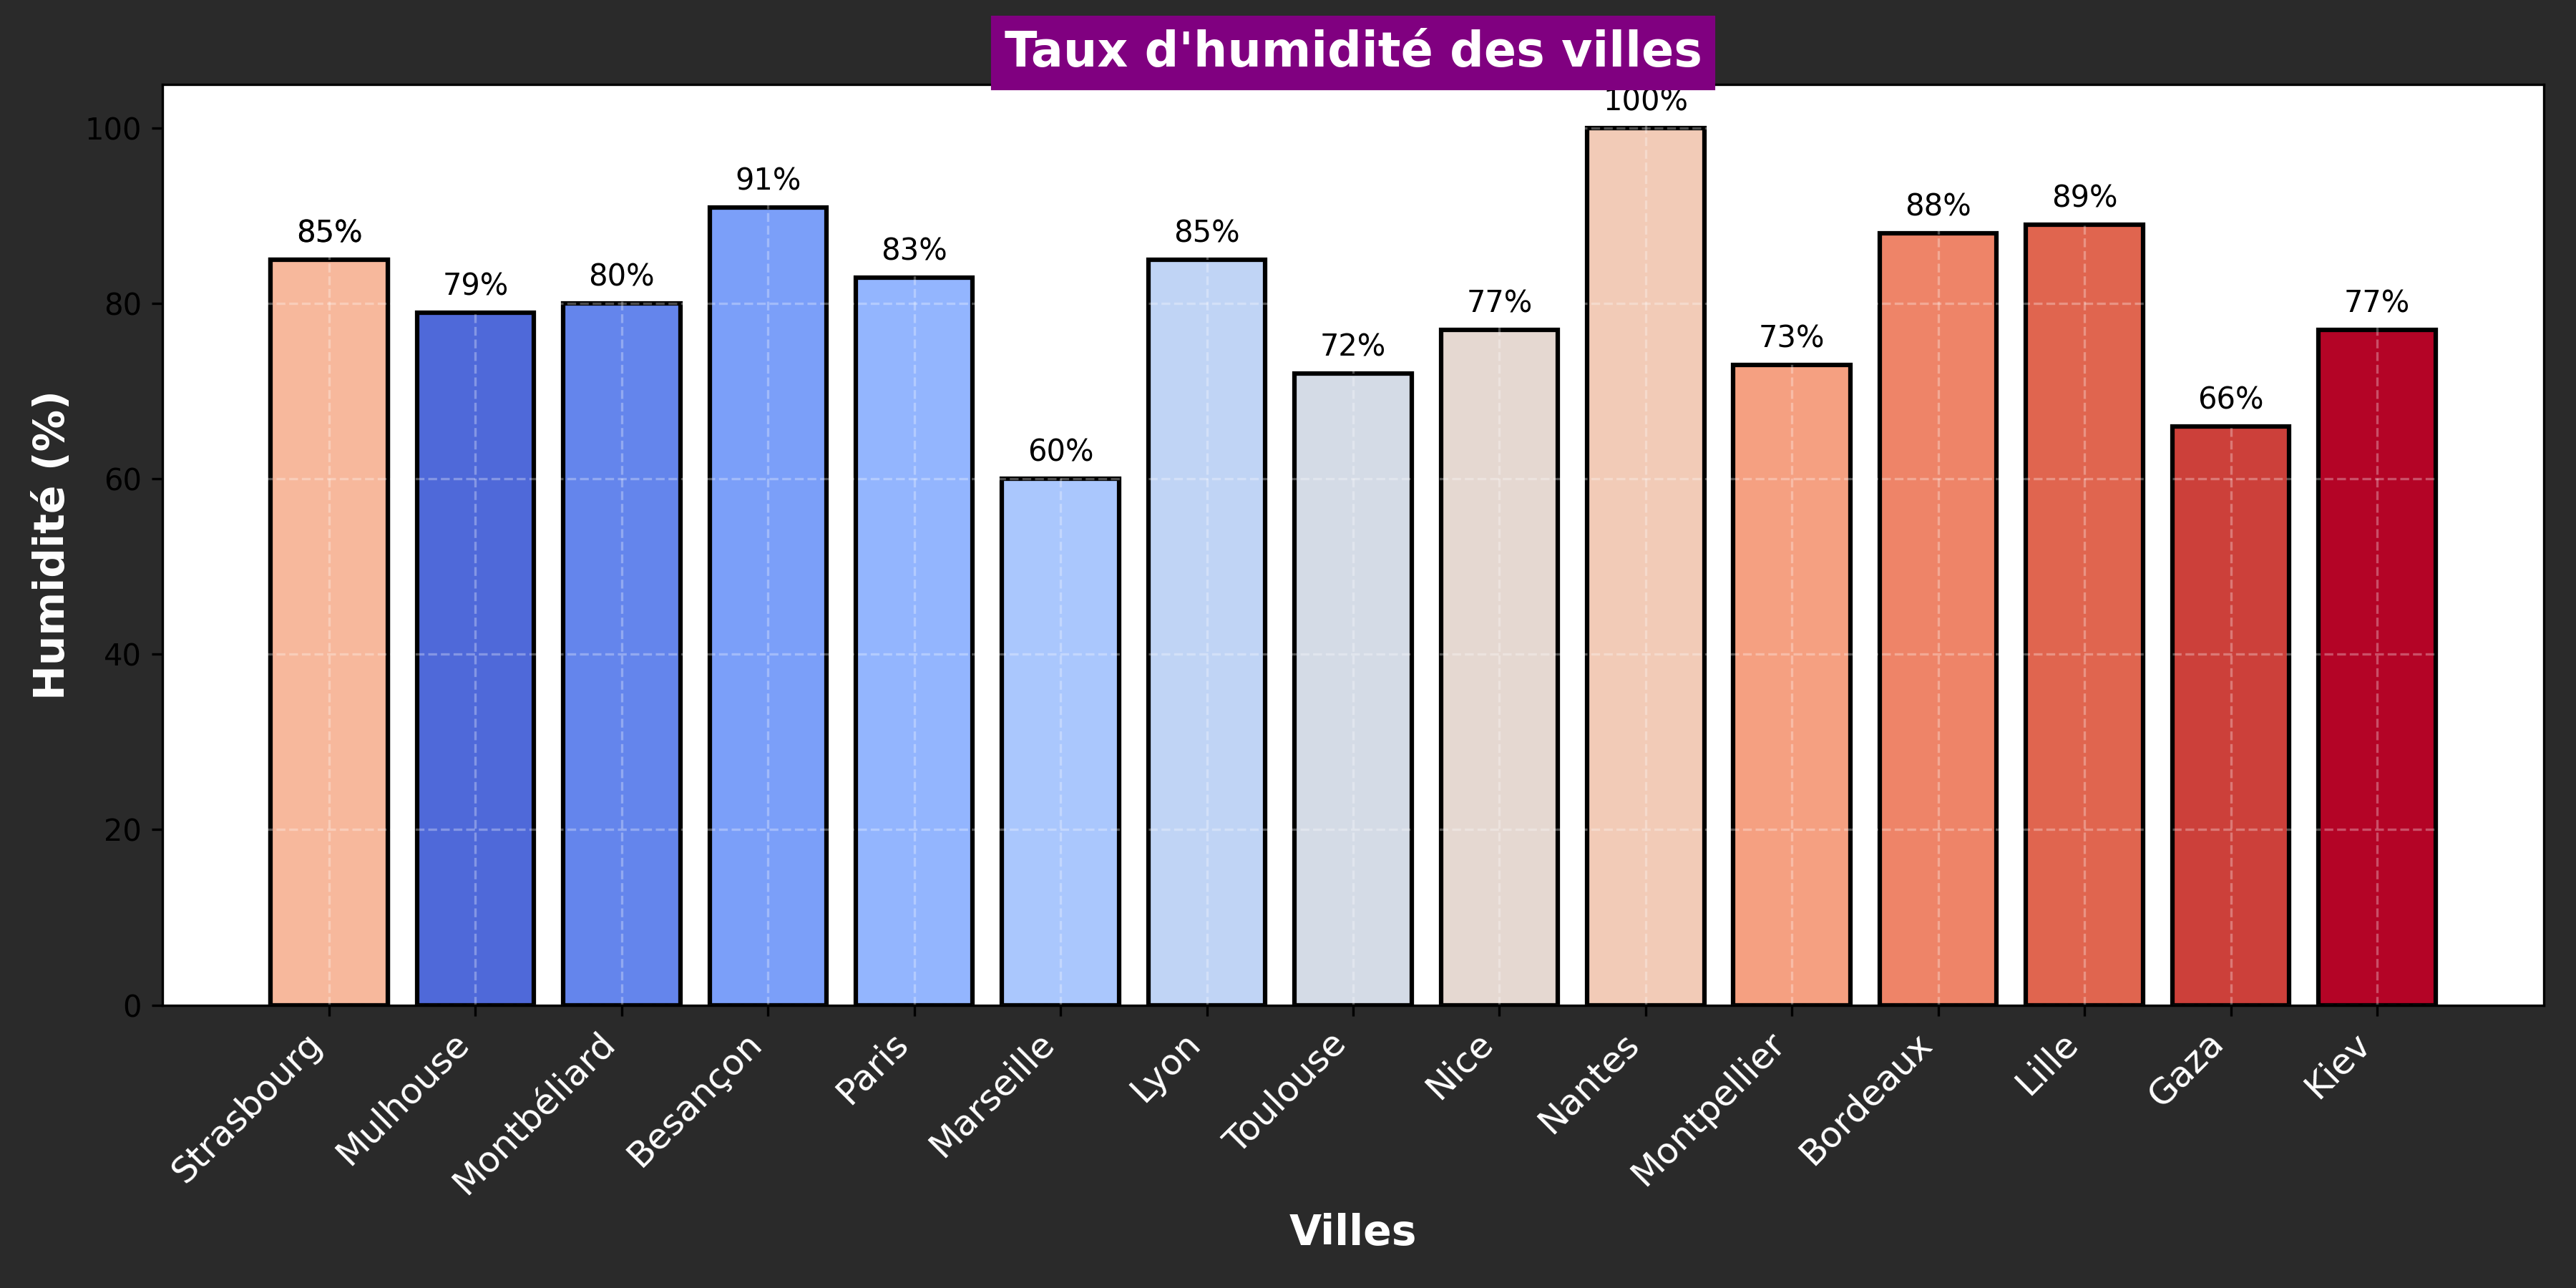 Taux d'humidité des villes
Humidité (%)
100
80
60
40
20
0
85%
79%
80%
91%
83%
60%
85%
72%
77%
100%
73%
88%
89%
66%
77%
Strasbourg
Mulhouse
Montbéliard
Besançon
Paris
Marseille
Lyon
Toulouse
Nice
Nantes
Montpellier
Bordeaux
Lille
Gaza
Kiev
Villes